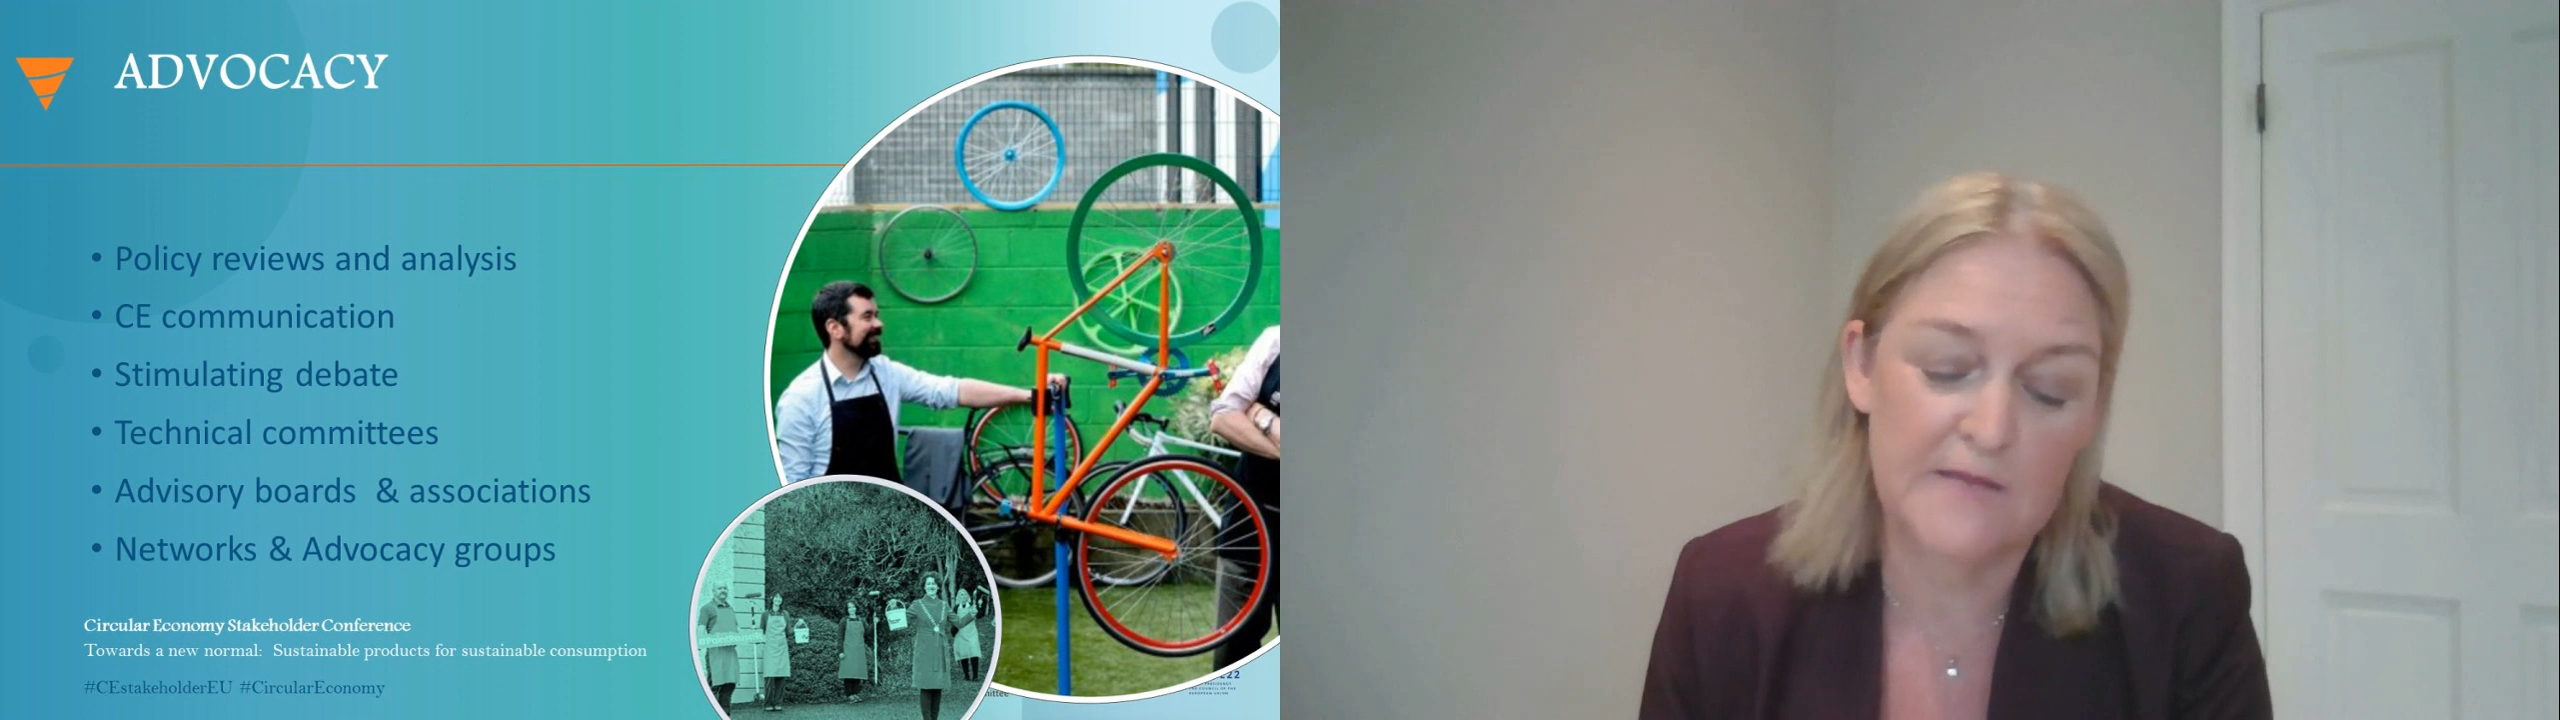 ADVOCACY
• Policy reviews and analysis
• CE communication
• Stimulating debate
• Technical committees
• Advisory boards & associations
• Networks & Advocacy groups
Circular Economy Stakeholder Conference
Towards a new normal: Sustainable products for sustainable consumption
#CEstakeholderEU #CircularEconomy